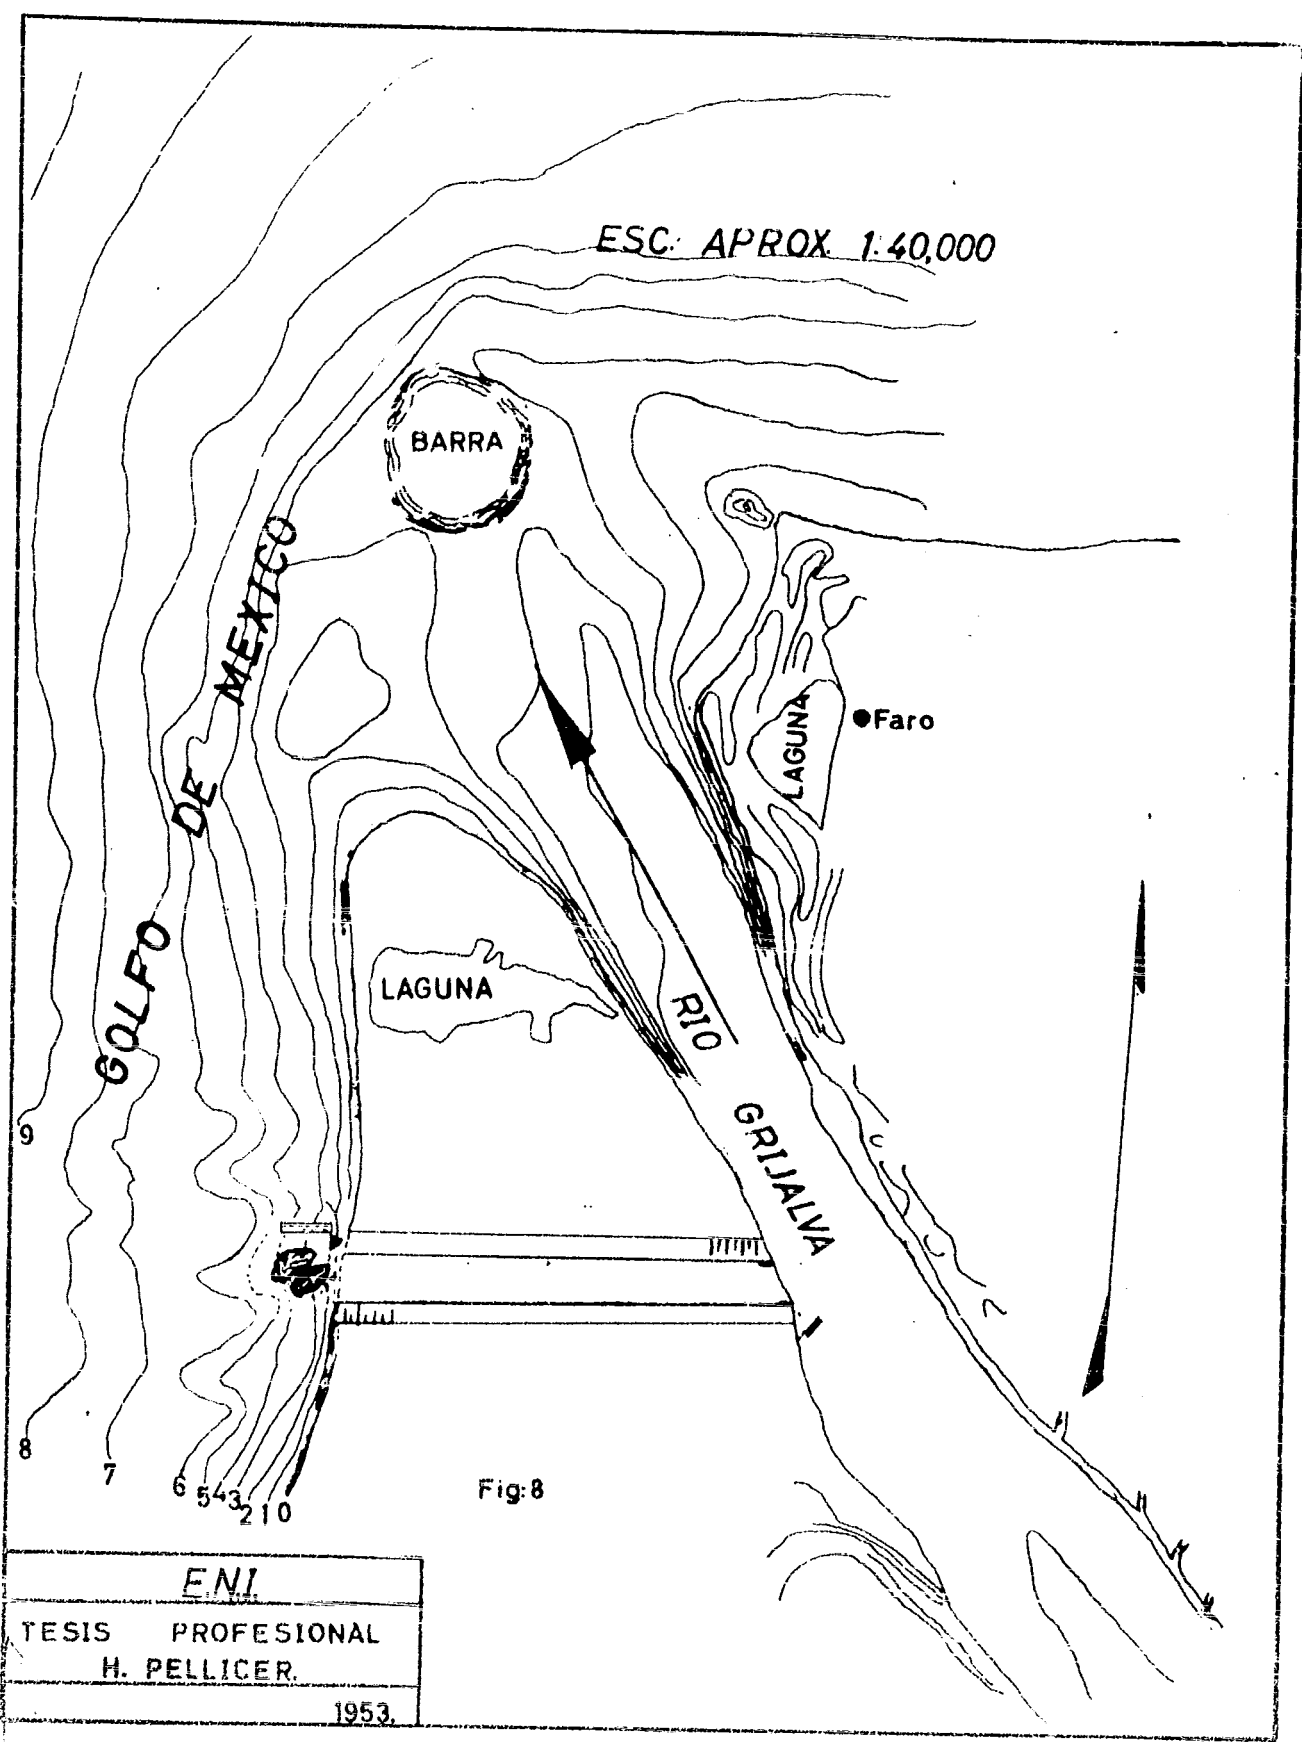 ESC: APROX. 1:40,000
BARRA
GOLFO DE MEXICO
LAGUNA
Faro
LAGUNA
RIO GRIJALVA
9
8
7
6
5
4
3
2
1
0
Fig:8
E.N.I.
TESIS PROFESIONAL
H. PELLICER.
1953.